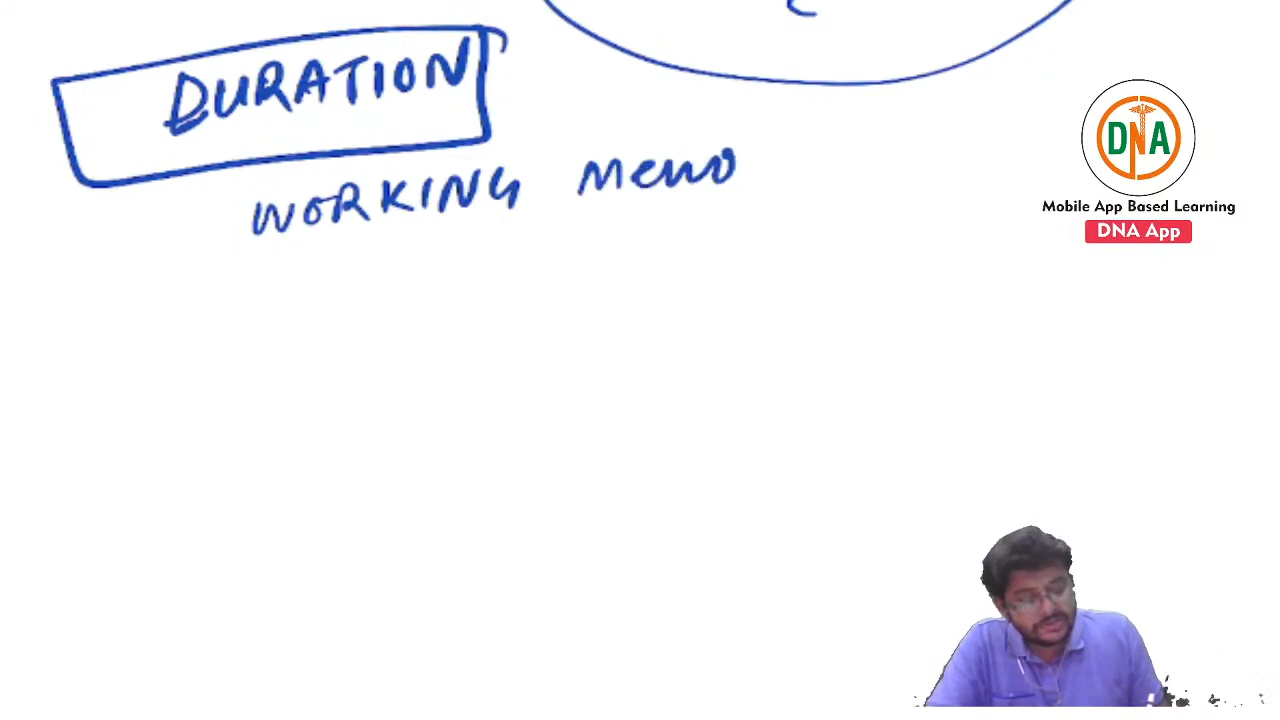 DURATION
WORKING Memo
DNA
Mobile App Based Learning
DNA App